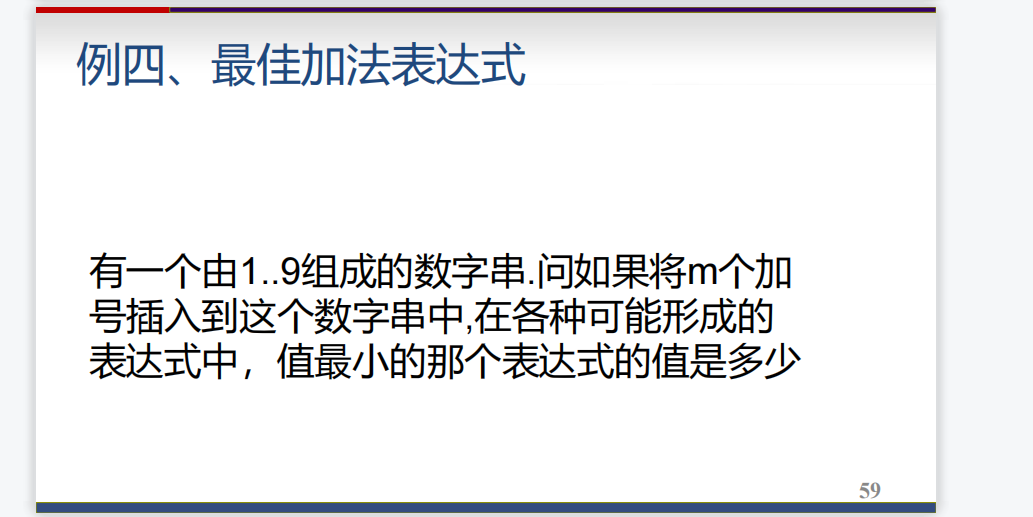 例四、最佳加法表达式
有一个由1..9组成的数字串.问如果将m个加
号插入到这个数字串中,在各种可能形成的
表达式中，值最小的那个表达式的值是多少
59